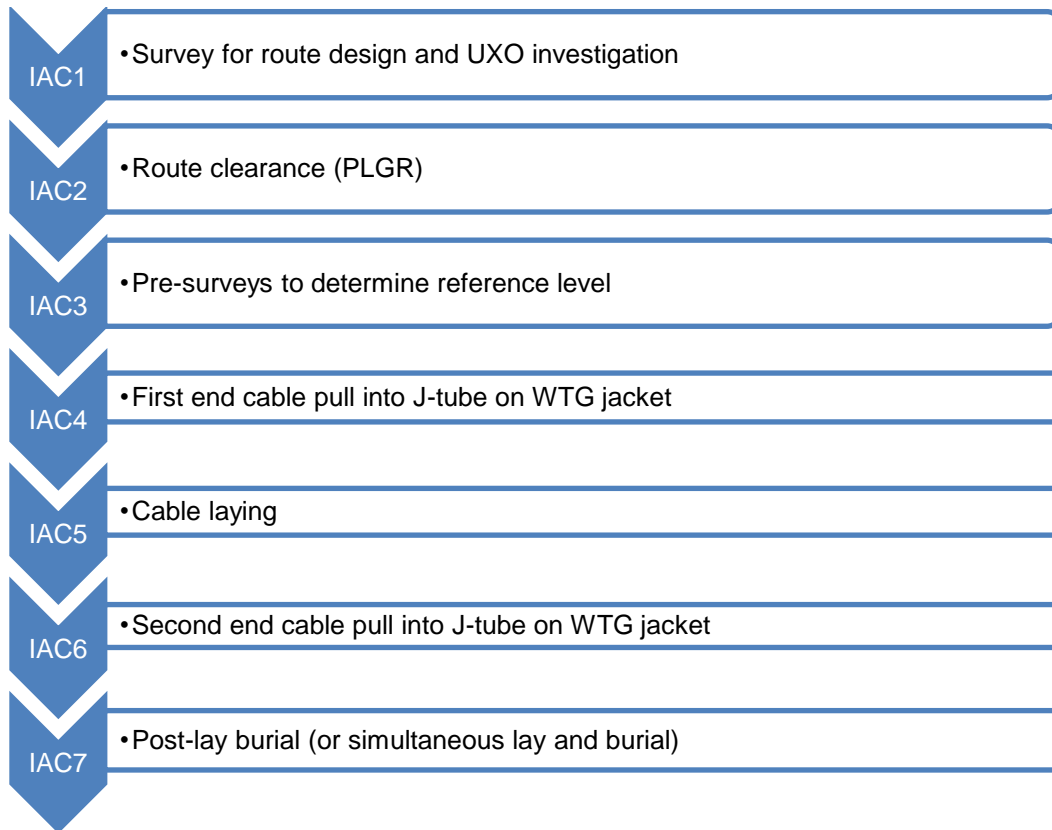 IAC1
•Survey for route design and UXO investigation
IAC2
•Route clearance (PLGR)
IAC3
•Pre-surveys to determine reference level
IAC4
•First end cable pull into J-tube on WTG jacket
IAC5
•Cable laying
IAC6
•Second end cable pull into J-tube on WTG jacket
IAC7
•Post-lay burial (or simultaneous lay and burial)